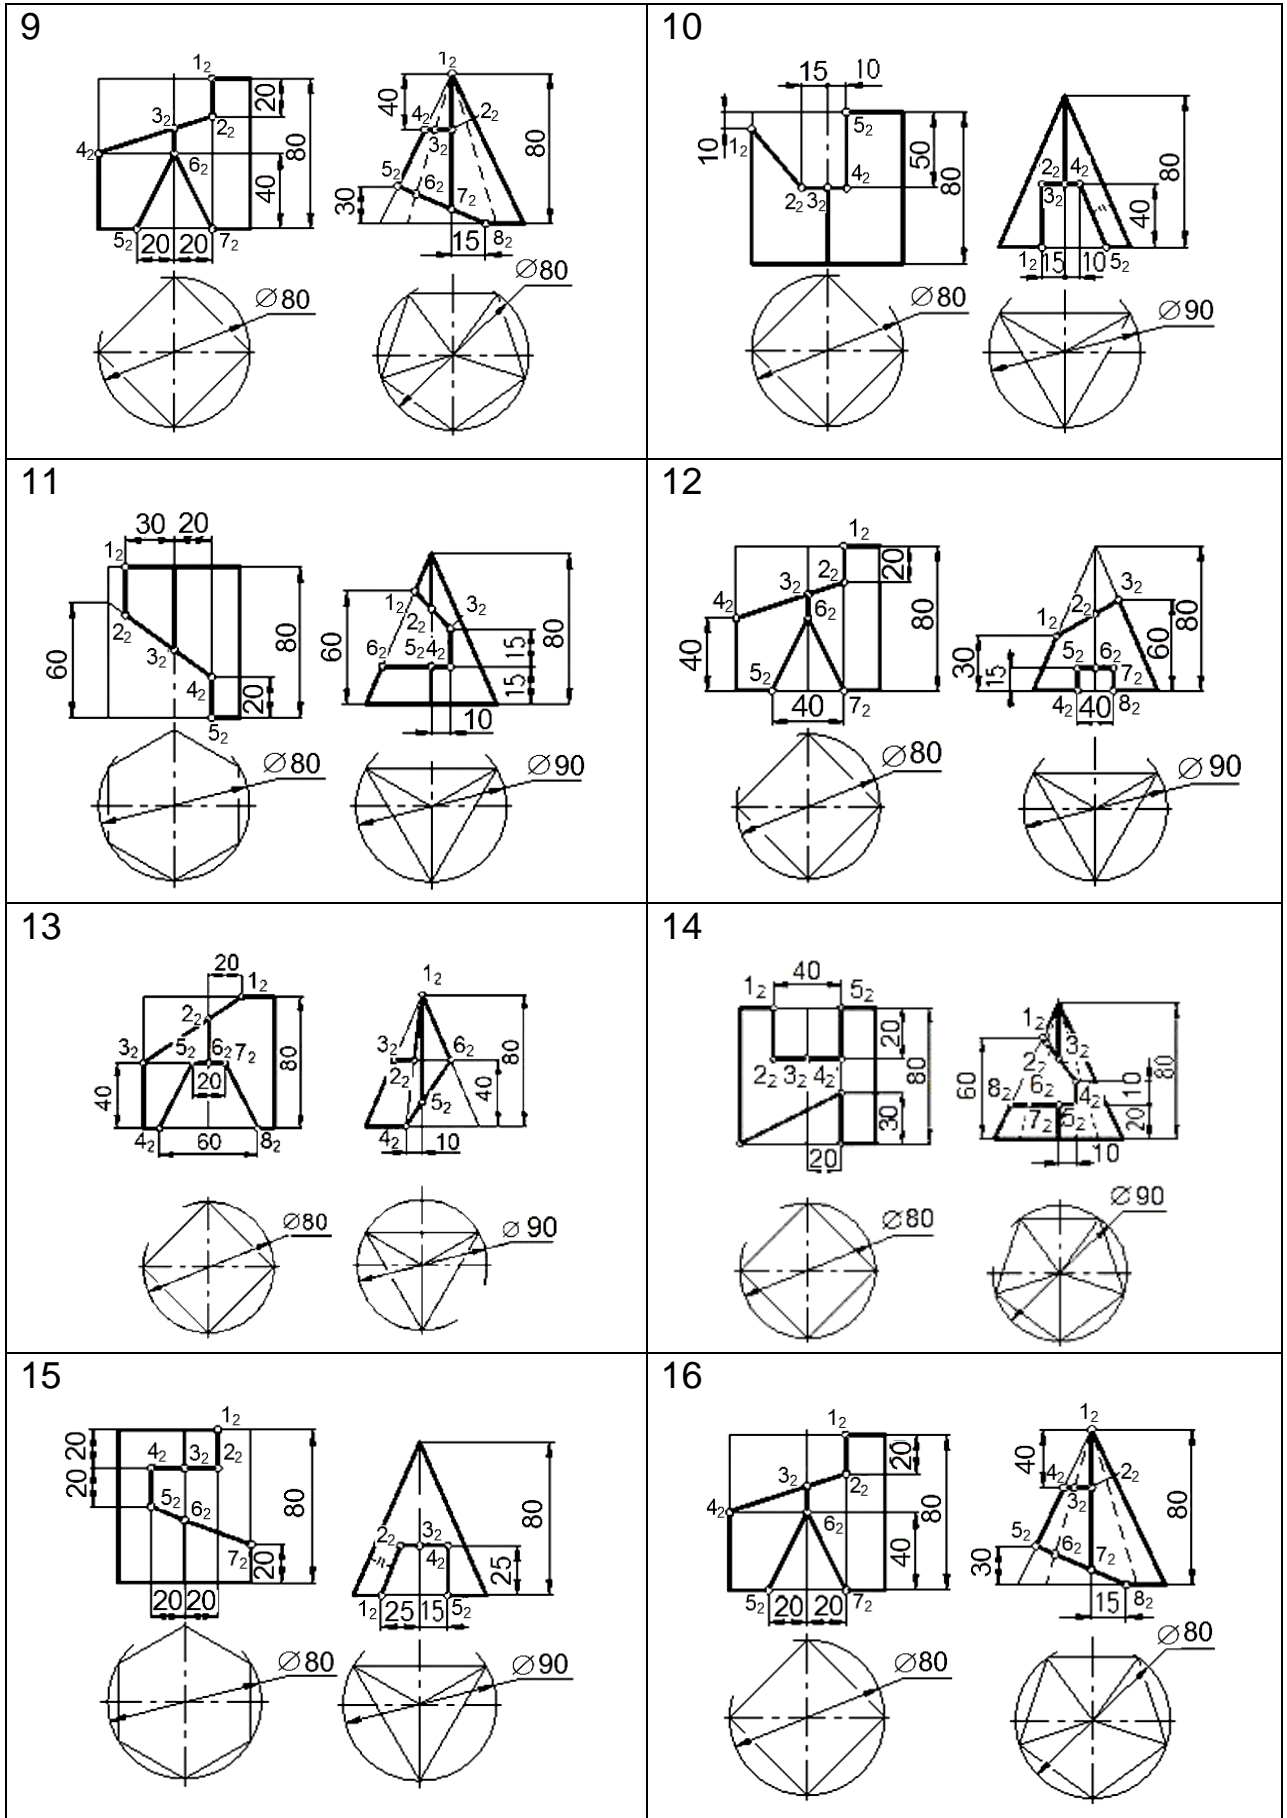 9
1₂ 1₂
20 40 2₂
3₂ 2₂ 4₂ 3₂
80 80
4₂ 6₂ 5₂ 6₂ 7₂
40 30
5₂ 20 20 7₂ 15 8₂
∅80 ∅80
10
15 10
5₂
10 1₂ 50 80 80
2₂ 3₂ 4₂ 2₂ 4₂
3₂ 40
1₂ 15 10 5₂
∅80 ∅90
11
30 20
1₂
60 2₂ 80 60 1₂ 2₂ 3₂ 80
3₂ 6₂ 5₂ 4₂ 15
4₂ 20 15
5₂ 10
∅80 ∅90
12
1₂
20
3₂ 2₂ 3₂
4₂ 6₂ 80 1₂ 2₂ 80
40 30 15 5₂ 6₂ 7₂ 60
5₂ 40 7₂ 4₂ 40 8₂
∅80 ∅90
13
20 1₂ 1₂
2₂
3₂ 5₂ 6₂ 7₂ 80 3₂ 2₂ 6₂ 80
40 20 5₂ 40
4₂ 60 8₂ 4₂ 10
∅80 ∅90
14
1₂ 40 5₂
20 1₂ 3₂
2₂ 3₂ 4₂ 80 60 2₂ 80
8₂ 6₂ 4₂ 10
30 7₂ 5₂ 20
20 10
∅80 ∅90
15
1₂
20 4₂ 3₂ 2₂
20 5₂ 6₂ 80 80
7₂ 2₂ 3₂ 4₂
20 25
20 20 1₂ 25 15 5₂
∅80 ∅90
16
1₂ 1₂
20 40 4₂ 2₂
3₂ 2₂ 3₂
4₂ 6₂ 80 80
40 5₂ 6₂ 7₂
30
5₂ 20 20 7₂ 15 8₂
∅80 ∅80